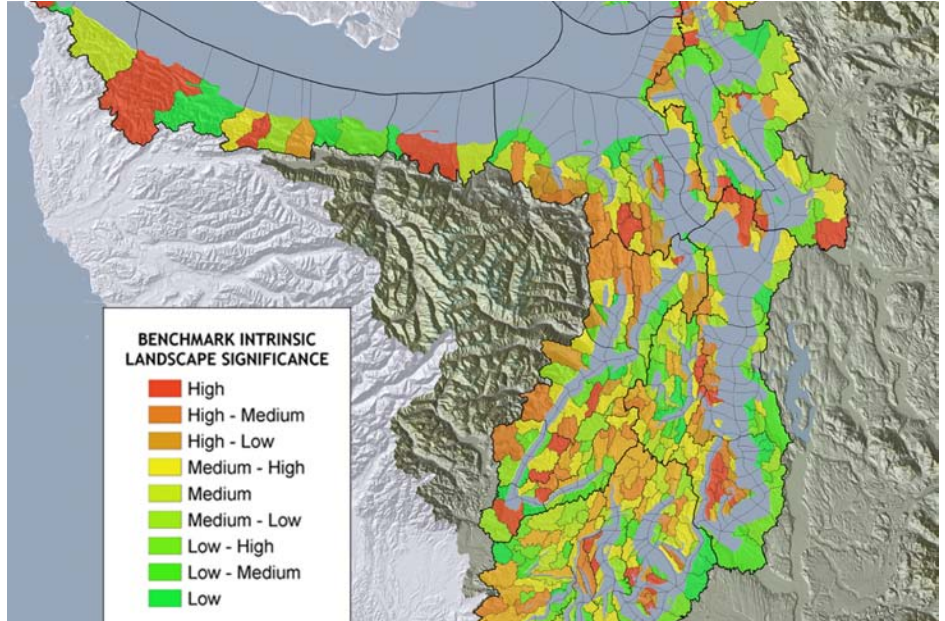 BENCHMARK INTRINSIC
LANDSCAPE SIGNIFICANCE
High
High - Medium
High - Low
Medium - High
Medium
Medium - Low
Low - High
Low - Medium
Low